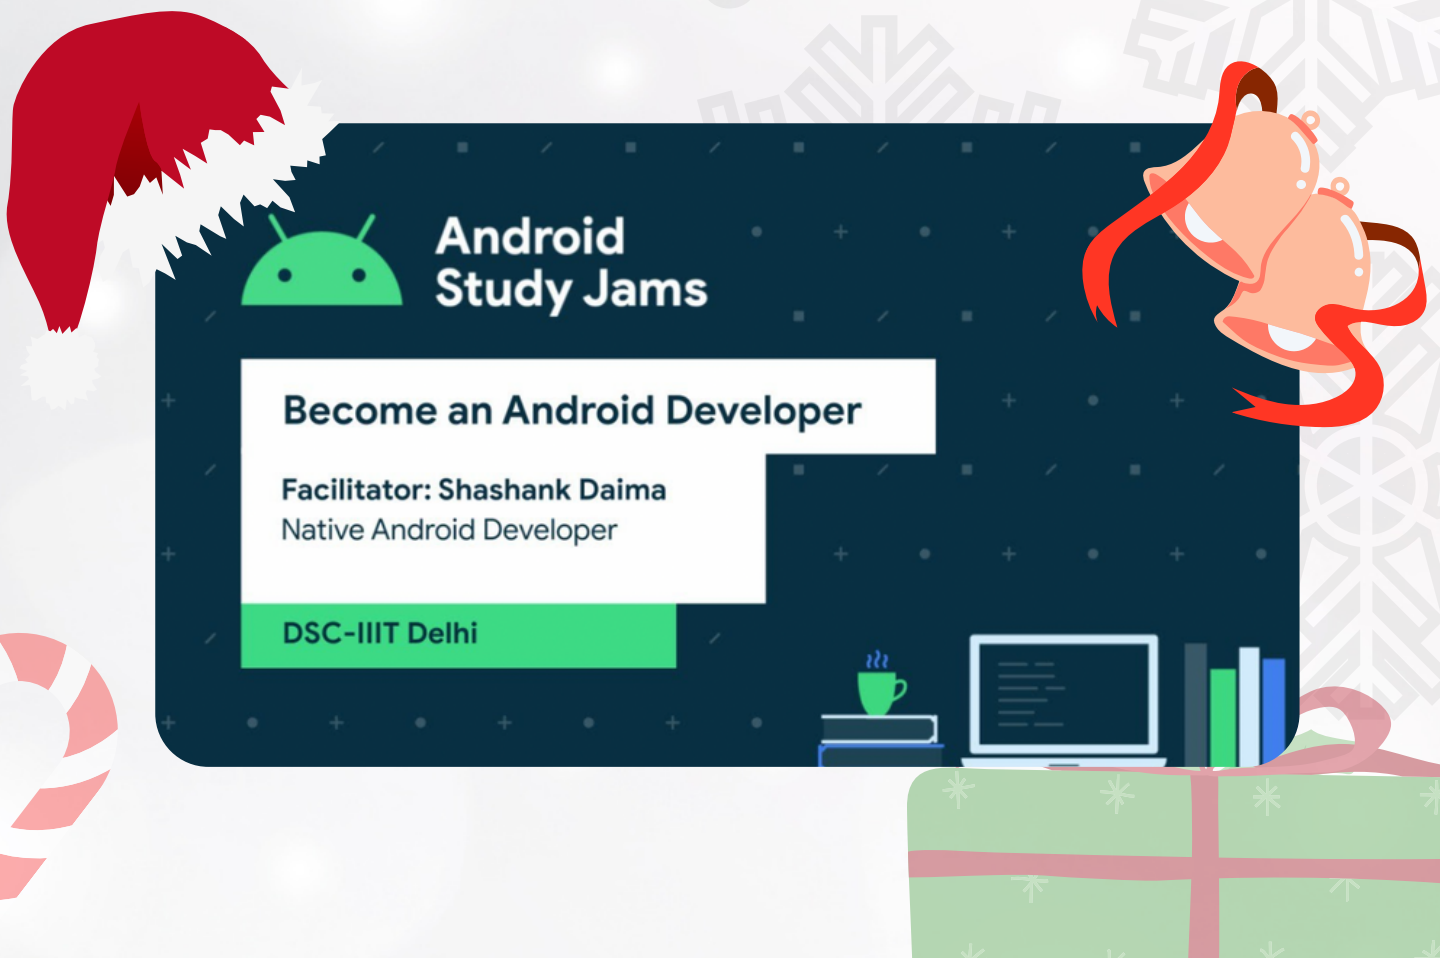 Android
Study Jams
Become an Android Developer
Facilitator: Shashank Daima
Native Android Developer
DSC-IIIT Delhi